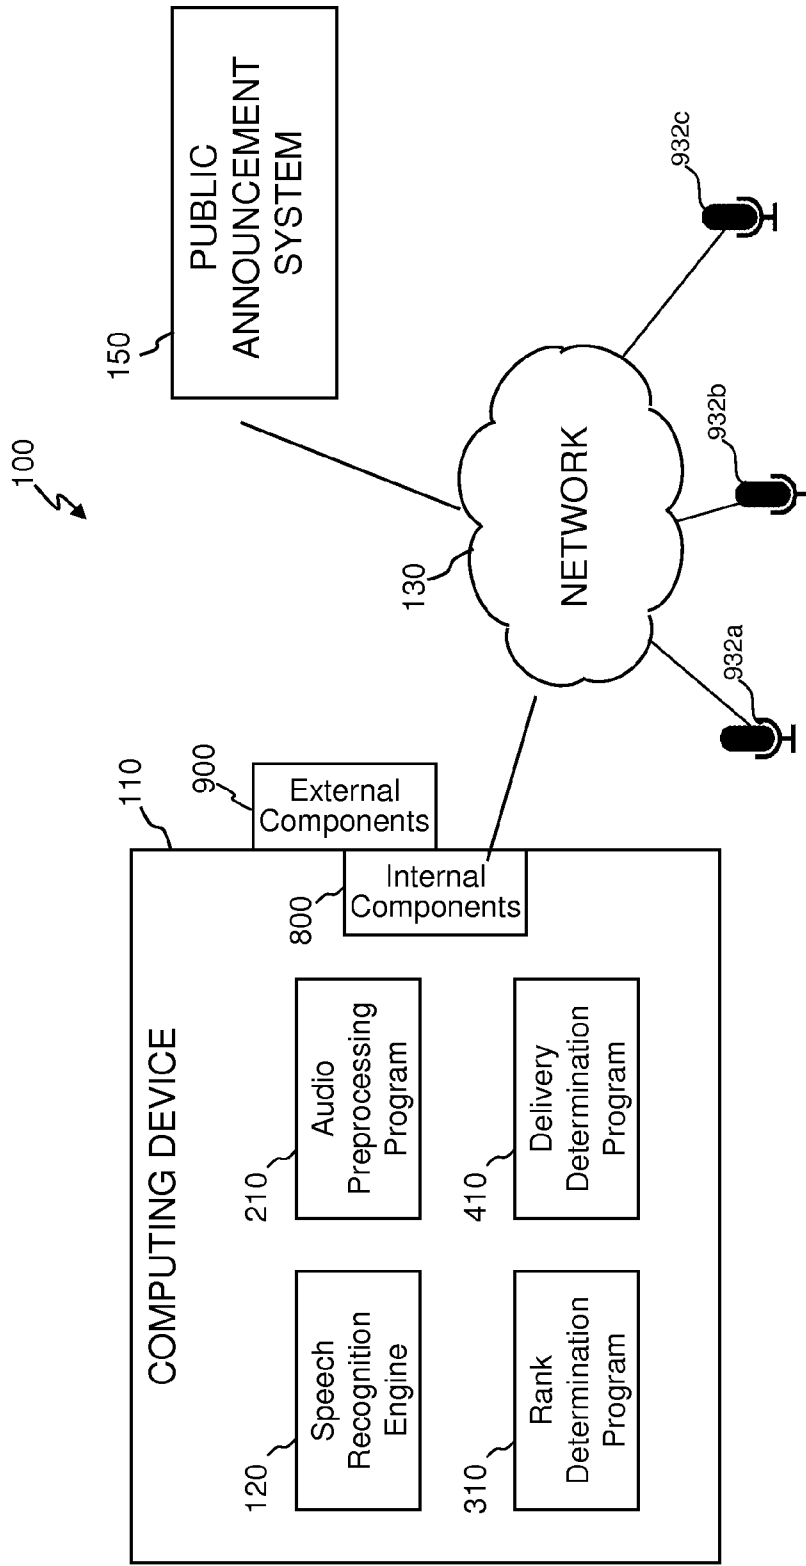 100
COMPUTING DEVICE
110
120
Speech
Recognition
Engine
210
Audio
Preprocessing
Program
310
Rank
Determination
Program
410
Delivery
Determination
Program
900
External
Components
800
Internal
Components
150
PUBLIC
ANNOUNCEMENT
SYSTEM
130
NETWORK
932a
932b
932c